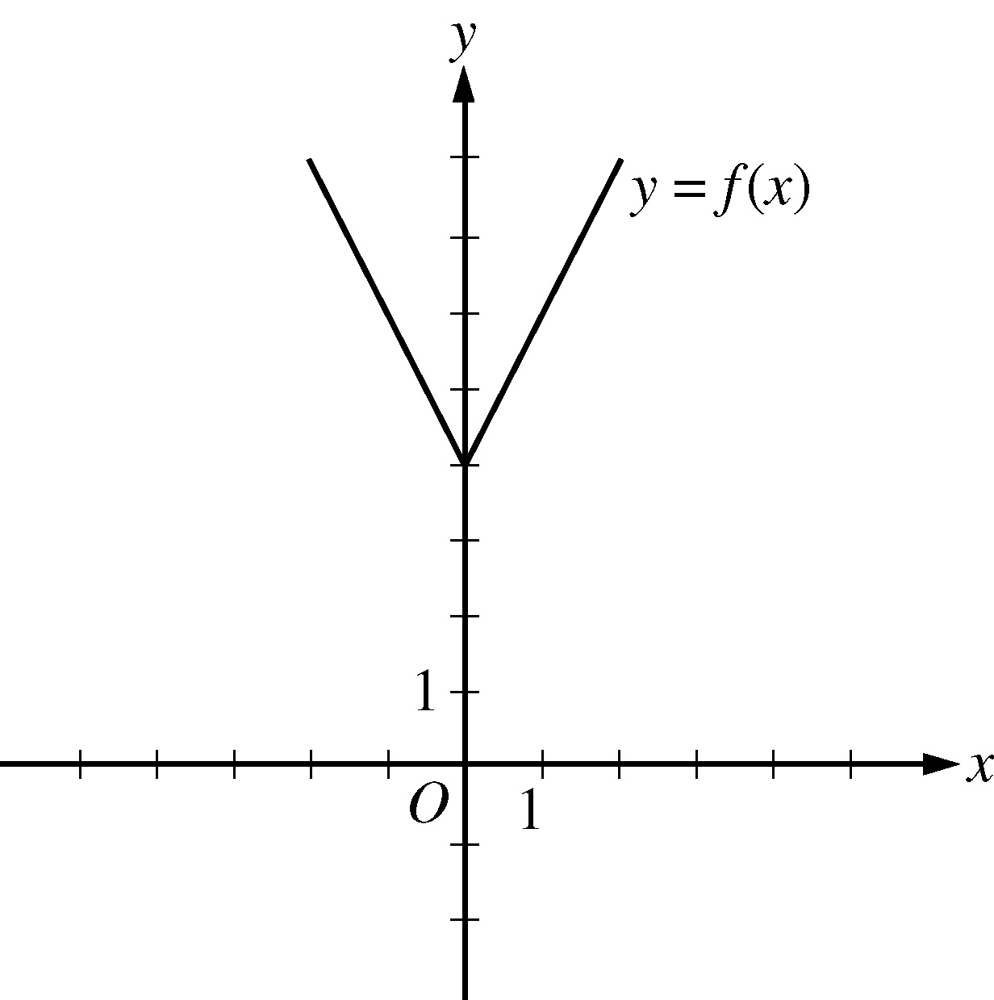 y
y = f(x)
1
x
O
1